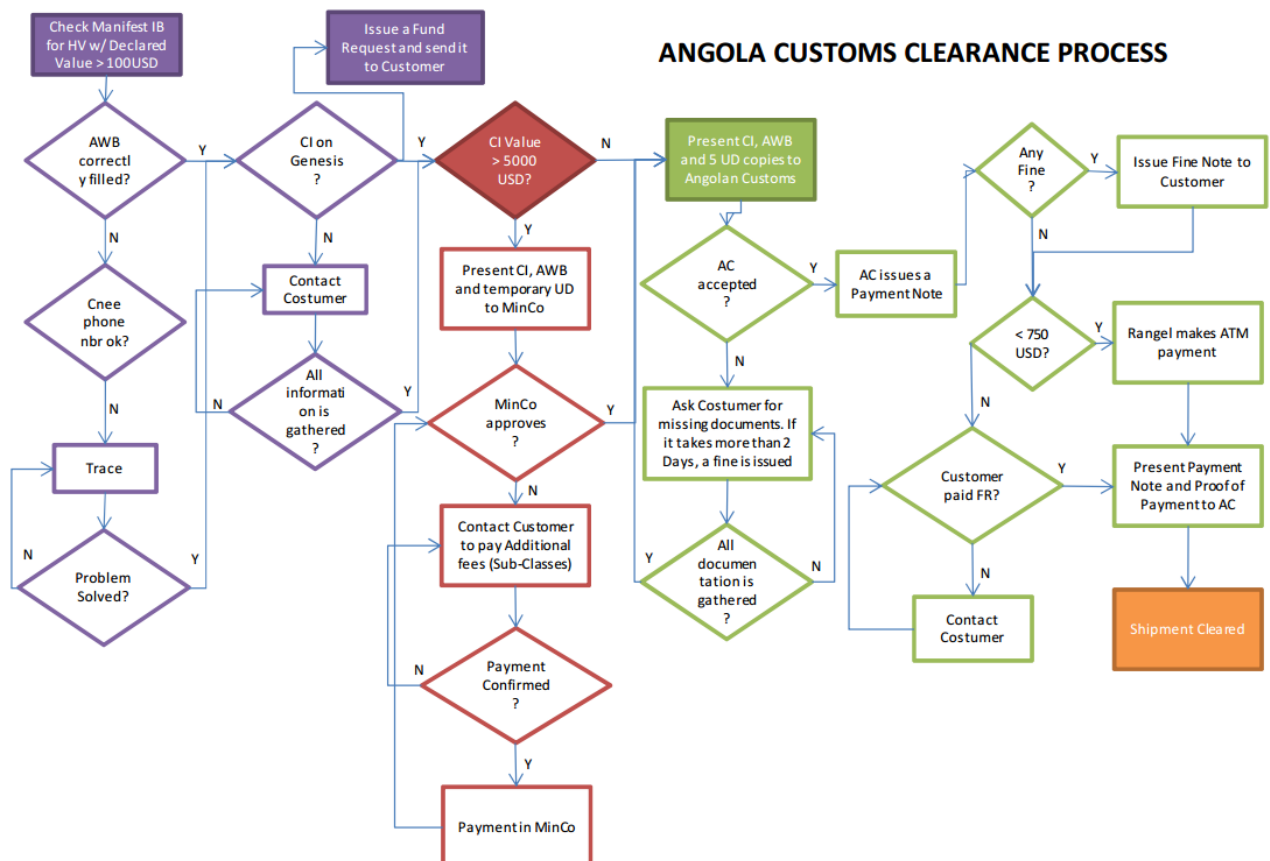 ANGOLA CUSTOMS CLEARANCE PROCESS
Check Manifest IB
for HV w/ Declared
Value > 100USD
Issue a Fund
Request and send it
to Customer
AWB
correctl
y filled?
Y
N
CI on
Genesis
?
Y
N
CI Value
> 5000
USD?
N
Y
Present CI, AWB
and 5 UD copies to
Angolan Customs
Any
Fine
?
Y
N
Issue Fine Note to
Customer
Cnee
phone
nbr ok?
N
Contact
Costumer
Present CI, AWB
and temporary UD
to MinCo
AC
accepted
?
Y
N
AC issues a
Payment Note
< 750
USD?
Y
N
Rangel makes ATM
payment
All
informati
on is
gathered
?
N
Y
MinCo
approves
?
Y
N
Ask Costumer for
missing documents. If
it takes more than 2
Days, a fine is issued
Trace
Customer
paid FR?
Y
N
Present Payment
Note and Proof of
Payment to AC
Contact Customer
to pay Additional
fees (Sub-Classes)
Problem
Solved?
N
Y
All
documen
tation is
gathered
?
Y
N
Contact
Costumer
Shipment Cleared
Payment
Confirmed
?
N
Y
Payment in MinCo